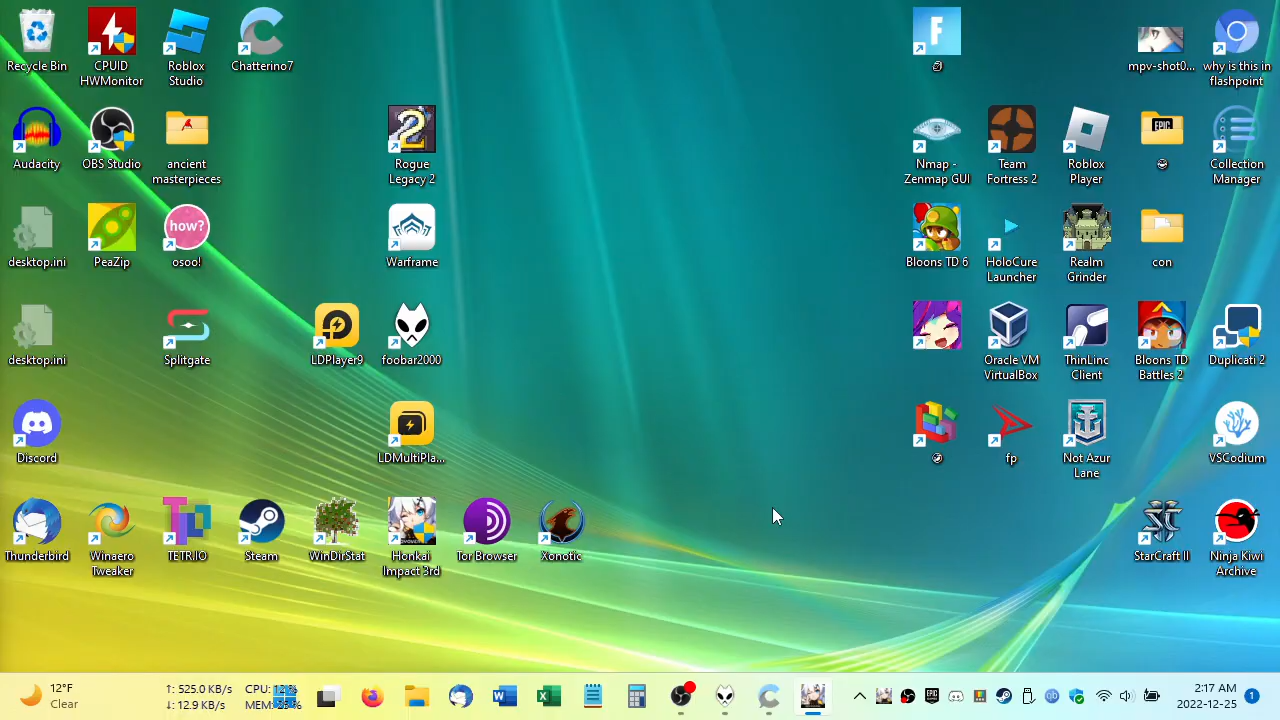 Recycle Bin
CPUID
HWMonitor
Roblox
Studio
Chatterino7
mpv-shot0...
why is this in
flashpoint
Audacity
OBS Studio
ancient
masterpieces
2
Rogue
Legacy 2
Nmap -
Zenmap GUI
Team
Fortress 2
Roblox
Player
EPIC
Collection
Manager
desktop.ini
PeaZip
how?
osoo!
Warframe
Bloons TD 6
HoloCure
Launcher
Realm
Grinder
con
desktop.ini
Splitgate
LDPlayer9
foobar2000
Oracle VM
VirtualBox
ThinLinc
Client
Bloons TD
Battles 2
Duplicati 2
Discord
LDMultiPla...
fp
Not Azur
Lane
VSCodium
Thunderbird
Winaero
Tweaker
TETR.IO
Steam
WinDirStat
Honkai
Impact 3rd
Tor Browser
Xonotic
StarCraft II
Ninja Kiwi
Archive
12°F
Clear
↑: 525.0 KB/s
↓: 12.9 KB/s
CPU: 12%
MEM:
2:17 AM
2022-12-23
1